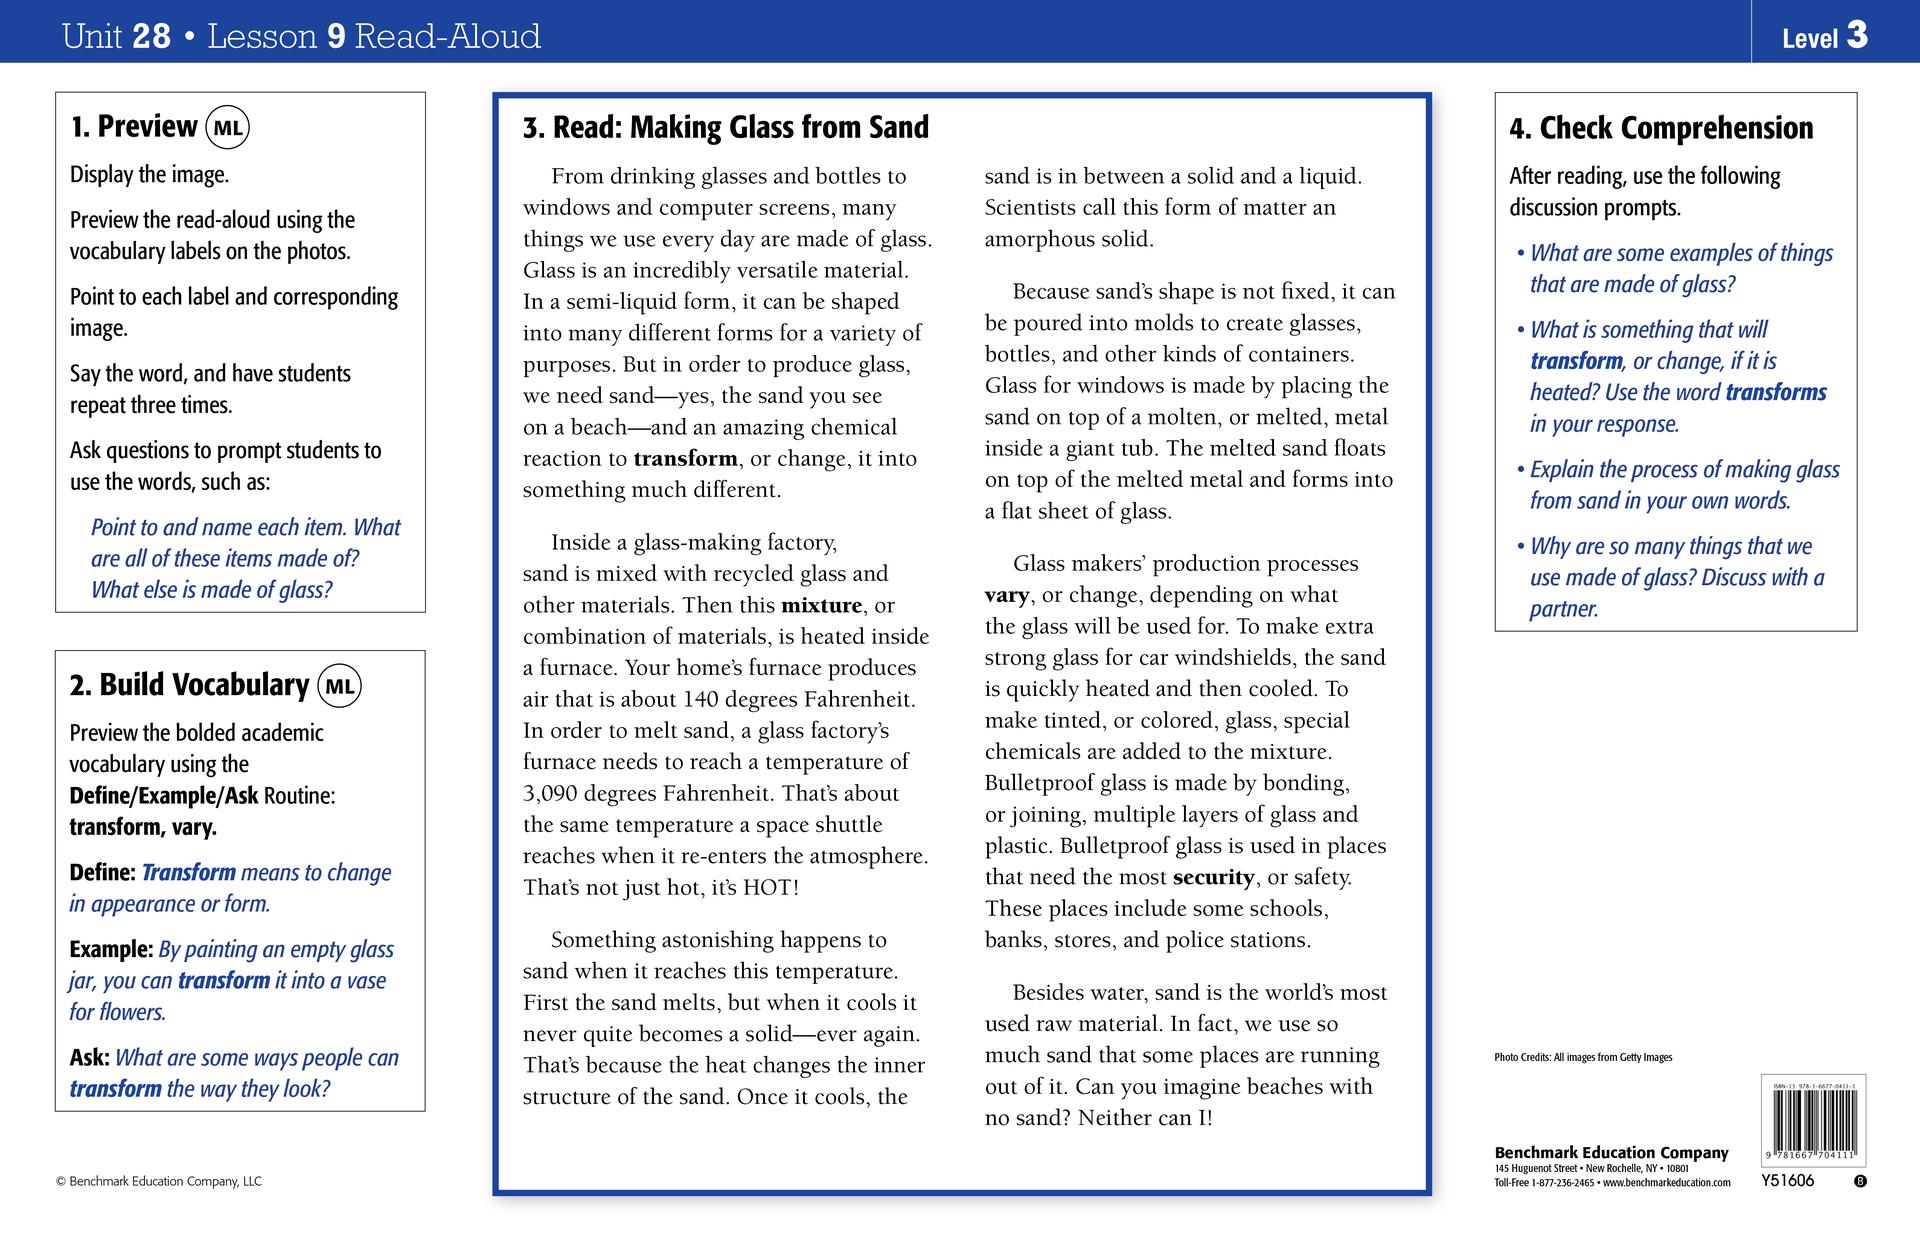 Unit 28 • Lesson 9 Read-Aloud
Level 3
1. Preview ML
Display the image.
Preview the read-aloud using the
vocabulary labels on the photos.
Point to each label and corresponding
image.
Say the word, and have students
repeat three times.
Ask questions to prompt students to
use the words, such as:
Point to and name each item. What
are all of these items made of?
What else is made of glass?
2. Build Vocabulary ML
Preview the bolded academic
vocabulary using the
Define/Example/Ask Routine:
transform, vary.
Define: Transform means to change
in appearance or form.
Example: By painting an empty glass
jar, you can transform it into a vase
for flowers.
Ask: What are some ways people can
transform the way they look?
© Benchmark Education Company, LLC
3. Read: Making Glass from Sand
From drinking glasses and bottles to
windows and computer screens, many
things we use every day are made of glass.
Glass is an incredibly versatile material.
In a semi-liquid form, it can be shaped
into many different forms for a variety of
purposes. But in order to produce glass,
we need sand—yes, the sand you see
on a beach—and an amazing chemical
reaction to transform, or change, it into
something much different.
Inside a glass-making factory,
sand is mixed with recycled glass and
other materials. Then this mixture, or
combination of materials, is heated inside
a furnace. Your home's furnace produces
air that is about 140 degrees Fahrenheit.
In order to melt sand, a glass factory's
furnace needs to reach a temperature of
3,090 degrees Fahrenheit. That's about
the same temperature a space shuttle
reaches when it re-enters the atmosphere.
That's not just hot, it's HOT!
Something astonishing happens to
sand when it reaches this temperature.
First the sand melts, but when it cools it
never quite becomes a solid—ever again.
That's because the heat changes the inner
structure of the sand. Once it cools, the
sand is in between a solid and a liquid.
Scientists call this form of matter an
amorphous solid.
Because sand's shape is not fixed, it can
be poured into molds to create glasses,
bottles, and other kinds of containers.
Glass for windows is made by placing the
sand on top of a molten, or melted, metal
inside a giant tub. The melted sand floats
on top of the melted metal and forms into
a flat sheet of glass.
Glass makers' production processes
vary, or change, depending on what
the glass will be used for. To make extra
strong glass for car windshields, the sand
is quickly heated and then cooled. To
make tinted, or colored, glass, special
chemicals are added to the mixture.
Bulletproof glass is made by bonding,
or joining, multiple layers of glass and
plastic. Bulletproof glass is used in places
that need the most security, or safety.
These places include some schools,
banks, stores, and police stations.
Besides water, sand is the world's most
used raw material. In fact, we use so
much sand that some places are running
out of it. Can you imagine beaches with
no sand? Neither can I!
4. Check Comprehension
After reading, use the following
discussion prompts.
• What are some examples of things
that are made of glass?
• What is something that will
transform, or change, if it is
heated? Use the word transforms
in your response.
• Explain the process of making glass
from sand in your own words.
• Why are so many things that we
use made of glass? Discuss with a
partner.
Photo Credits: All images from Getty Images
Benchmark Education Company
145 Huguenot Street • New Rochelle, NY • 10801
Toll-Free 1-877-236-2465 • www.benchmarkeducation.com
ISBN-13 978-1-6677-0411-1
9 781667 704111
Y51606
B